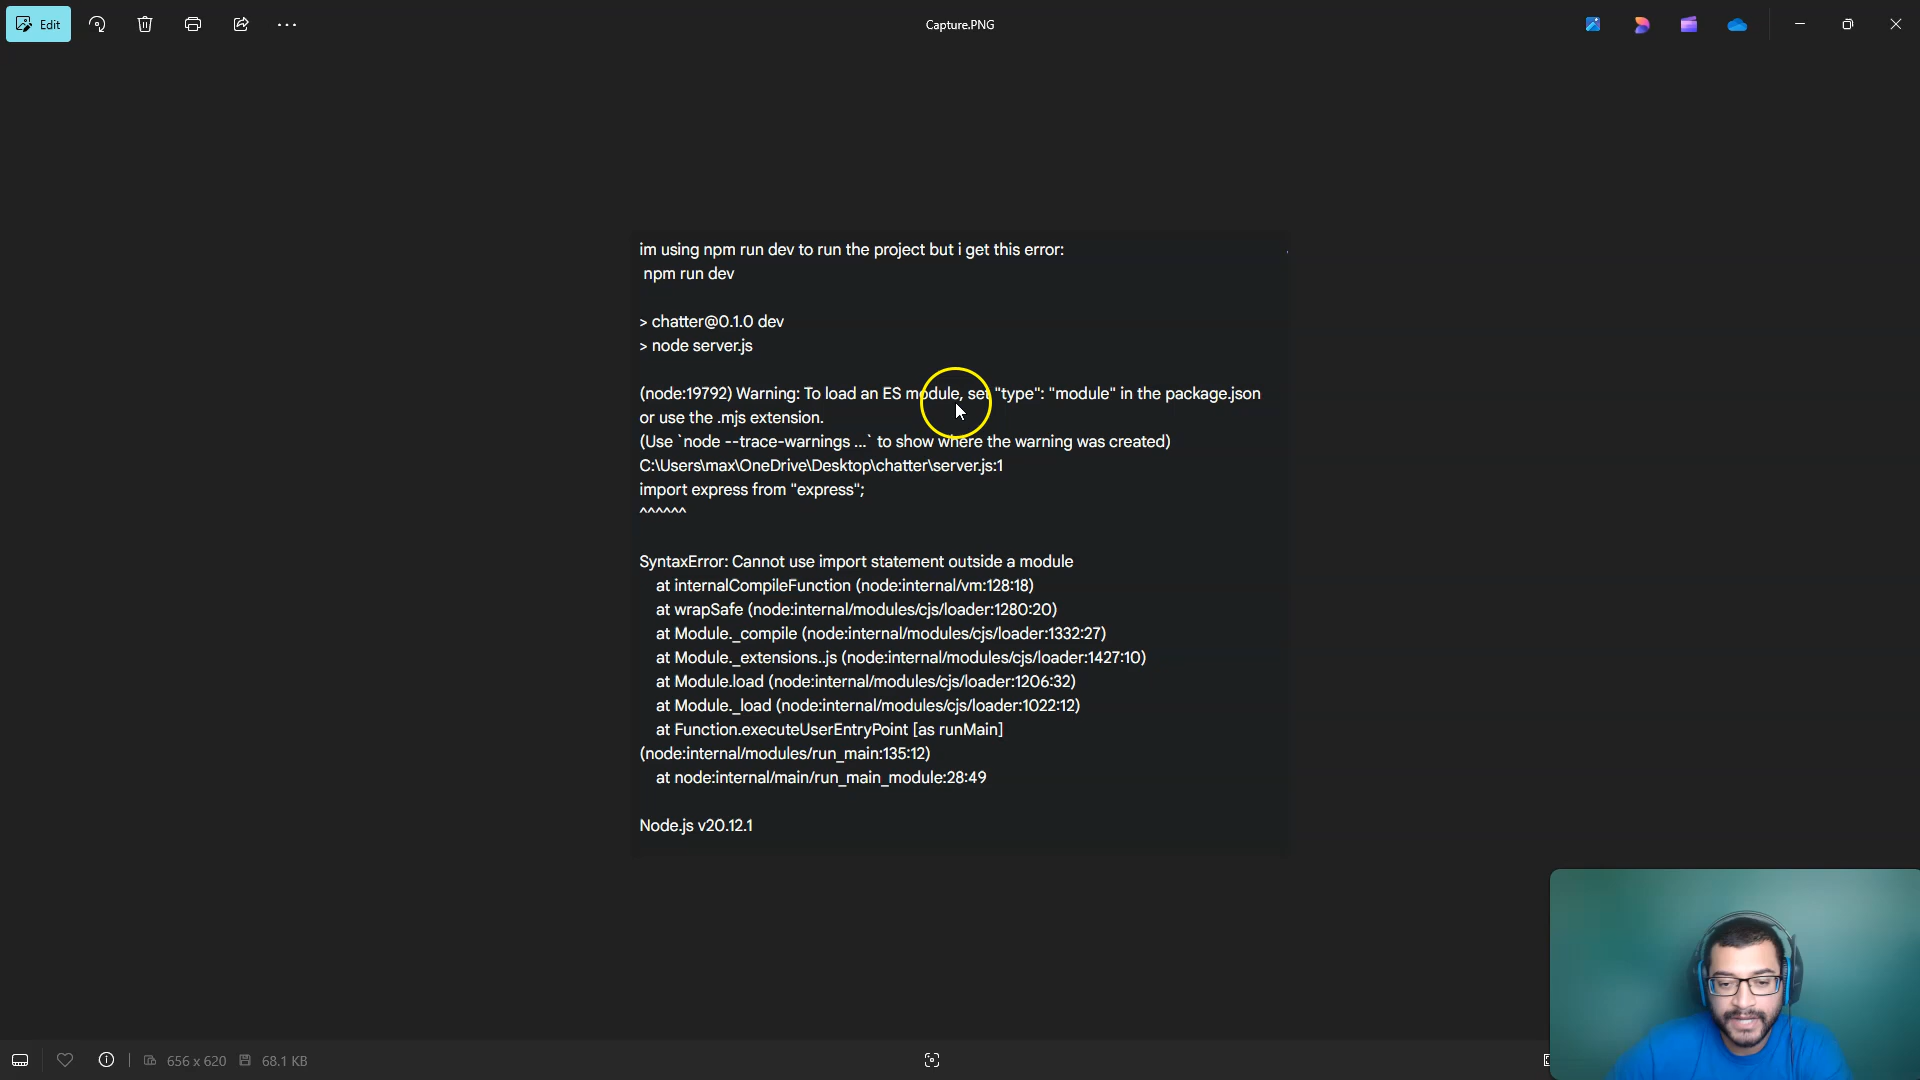 Edit
Capture.PNG
im using npm run dev to run the project but i get this error:
npm run dev
> chatter@0.1.0 dev
> node server.js
(node:19792) Warning: To load an ES module, set "type": "module" in the package.json
or use the .mjs extension.
(Use `node --trace-warnings ...` to show where the warning was created)
C:\Users\max\OneDrive\Desktop\chatter\server.js:1
import express from "express";
^^^^^^
SyntaxError: Cannot use import statement outside a module
at internalCompileFunction (node:internal/vm:128:18)
at wrapSafe (node:internal/modules/cjs/loader:1280:20)
at Module._compile (node:internal/modules/cjs/loader:1332:27)
at Module._extensions..js (node:internal/modules/cjs/loader:1427:10)
at Module.load (node:internal/modules/cjs/loader:1206:32)
at Module._load (node:internal/modules/cjs/loader:1022:12)
at Function.executeUserEntryPoint [as runMain]
(node:internal/modules/run_main:135:12)
at node:internal/main/run_main_module:28:49
Node.js v20.12.1
656 x 620 68.1 KB